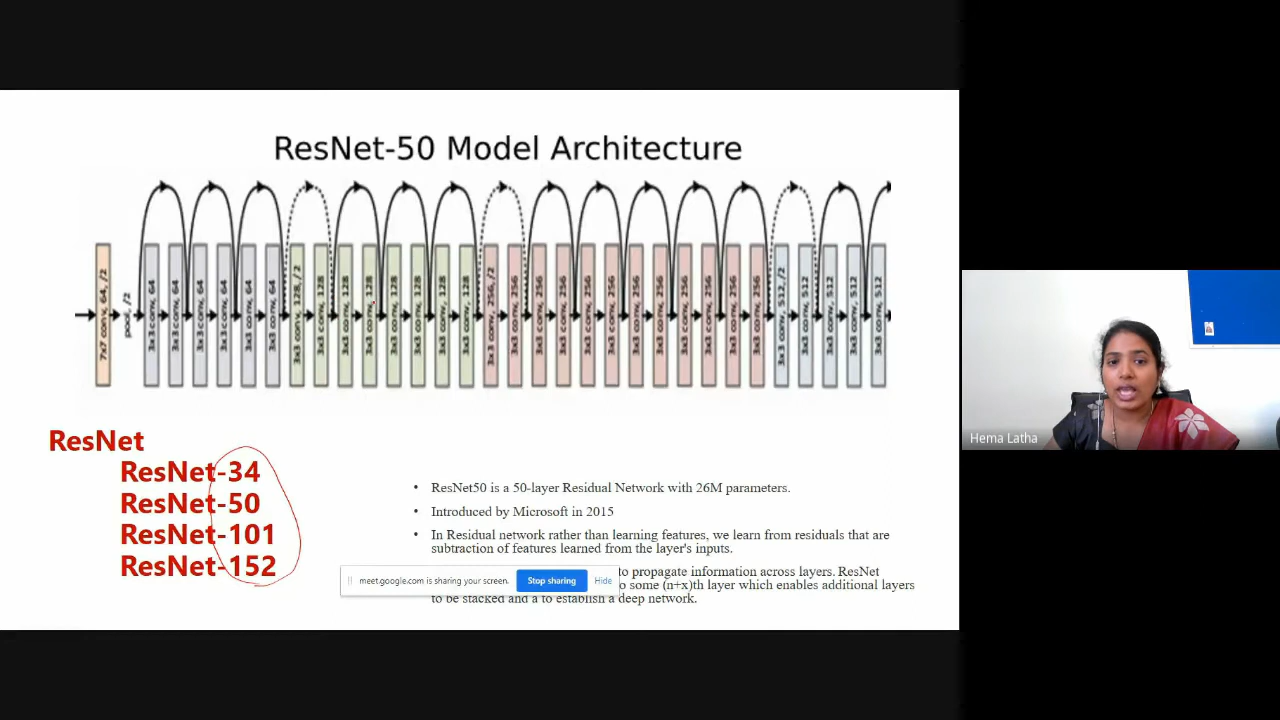 ResNet-50 Model Architecture
7x7 conv, 64, /2
pool, /2
3x3 conv, 64
3x3 conv, 64
3x3 conv, 64
3x3 conv, 64
3x3 conv, 64
3x3 conv, 64
3x3 conv, 128, /2
3x3 conv, 128
3x3 conv, 128
3x3 conv, 128
3x3 conv, 128
3x3 conv, 128
3x3 conv, 128
3x3 conv, 128
3x3 conv, 256, /2
3x3 conv, 256
3x3 conv, 256
3x3 conv, 256
3x3 conv, 256
3x3 conv, 256
3x3 conv, 256
3x3 conv, 256
3x3 conv, 256
3x3 conv, 256
3x3 conv, 256
3x3 conv, 256
3x3 conv, 512, /2
3x3 conv, 512
3x3 conv, 512
3x3 conv, 512
3x3 conv, 512
ResNet
ResNet-34
ResNet-50
ResNet-101
ResNet-152
• ResNet50 is a 50-layer Residual Network with 26M parameters.
• Introduced by Microsoft in 2015
• In Residual network rather than learning features, we learn from residuals that are
subtraction of features learned from the layer's inputs.
to propagate information across layers. ResNet
o some (n+x)th layer which enables additional layers
to be stacked and a to establish a deep network.
meet.google.com is sharing your screen.
Stop sharing
Hide
Hema Latha